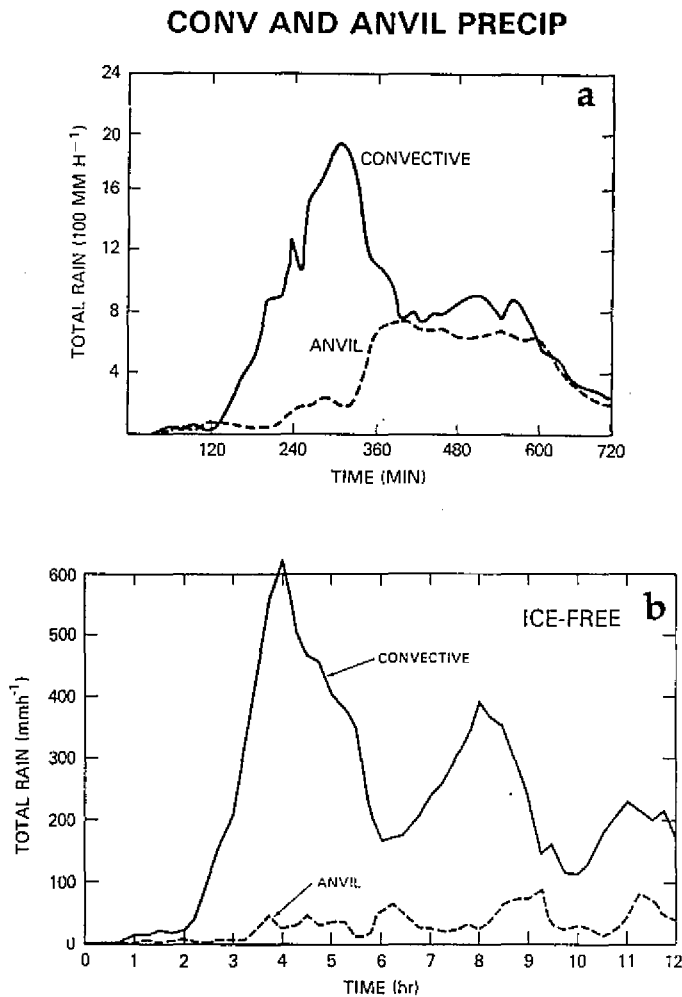 CONV AND ANVIL PRECIP
a
24
20
16
12
8
4
TOTAL RAIN (100 MM H−1)
CONVECTIVE
ANVIL
120 240 360 480 600 720
TIME (MIN)
b
ICE-FREE
600
500
400
300
200
100
0
TOTAL RAIN (mmh-1)
CONVECTIVE
ANVIL
0 1 2 3 4 5 6 7 8 9 10 11 12
TIME (hr)